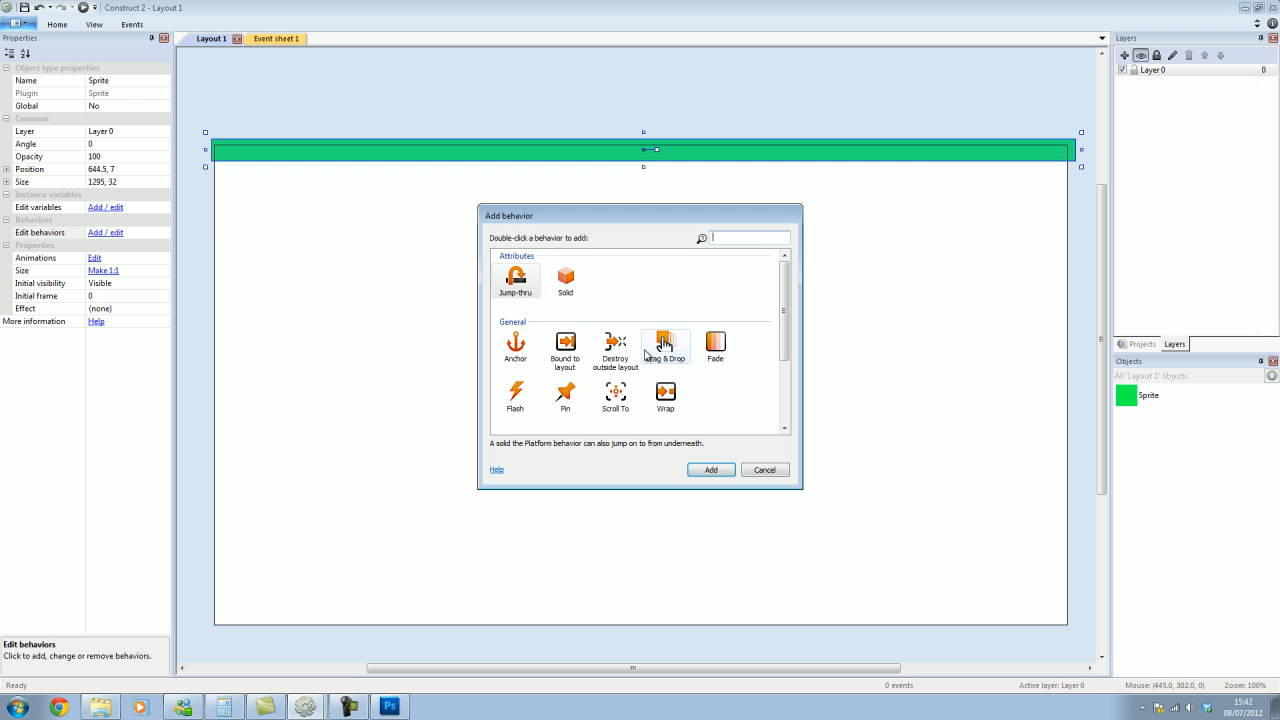 Construct 2 - Layout 1
Home View Events
Properties
Layout 1 Event sheet 1
Layers
Object type properties
Name Sprite
Plugin Sprite
Global No
Common
Layer Layer 0
Angle 0
Opacity 100
Position 644.5, 7
Size 1295, 32
Instance variables
Edit variables Add / edit
Behaviors
Edit behaviors Add / edit
Properties
Animations Edit
Size Make 1:1
Initial visibility Visible
Initial frame 0
Effect (none)
More information Help
Layer 0 0
Add behavior
Double-click a behavior to add:
Attributes
Jump-thru Solid
General
Anchor Bound to layout Destroy outside layout Drag & Drop Fade
Flash Pin Scroll To Wrap
A solid the Platform behavior can also jump on to from underneath.
Help Add Cancel
Projects Layers
Objects
All 'Layout 1' objects
Sprite
Edit behaviors
Click to add, change or remove behaviors.
Ready 0 events Active layer: Layer 0 Mouse: (445.0, 302.0, 0) Zoom: 100%
Ps
15:42
08/07/2012